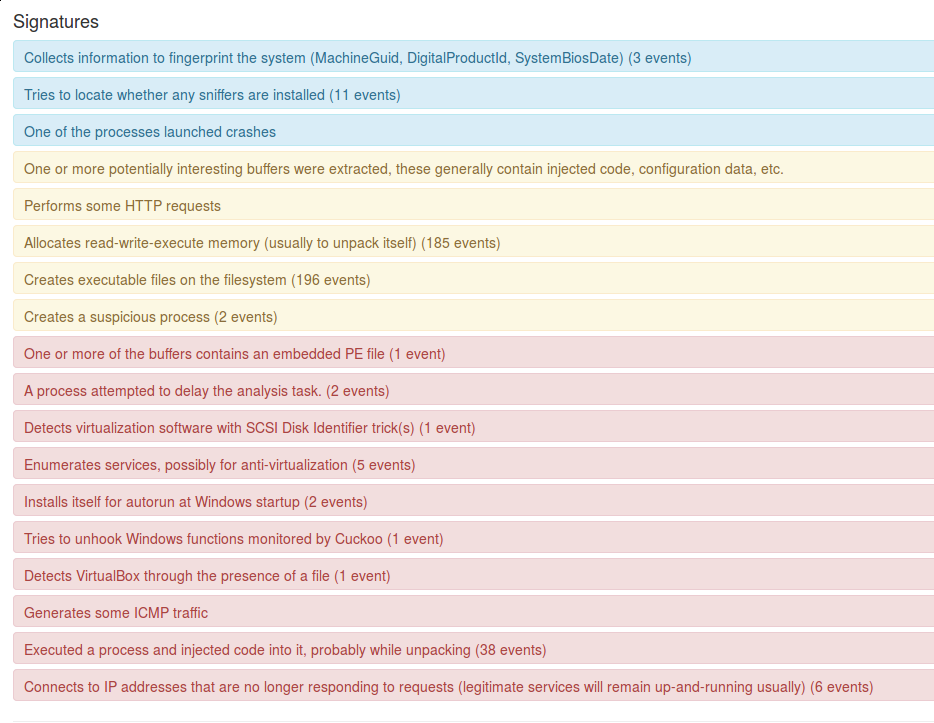 Signatures
Collects information to fingerprint the system (MachineGuid, DigitalProductId, SystemBiosDate) (3 events)
Tries to locate whether any sniffers are installed (11 events)
One of the processes launched crashes
One or more potentially interesting buffers were extracted, these generally contain injected code, configuration data, etc.
Performs some HTTP requests
Allocates read-write-execute memory (usually to unpack itself) (185 events)
Creates executable files on the filesystem (196 events)
Creates a suspicious process (2 events)
One or more of the buffers contains an embedded PE file (1 event)
A process attempted to delay the analysis task. (2 events)
Detects virtualization software with SCSI Disk Identifier trick(s) (1 event)
Enumerates services, possibly for anti-virtualization (5 events)
Installs itself for autorun at Windows startup (2 events)
Tries to unhook Windows functions monitored by Cuckoo (1 event)
Detects VirtualBox through the presence of a file (1 event)
Generates some ICMP traffic
Executed a process and injected code into it, probably while unpacking (38 events)
Connects to IP addresses that are no longer responding to requests (legitimate services will remain up-and-running usually) (6 events)